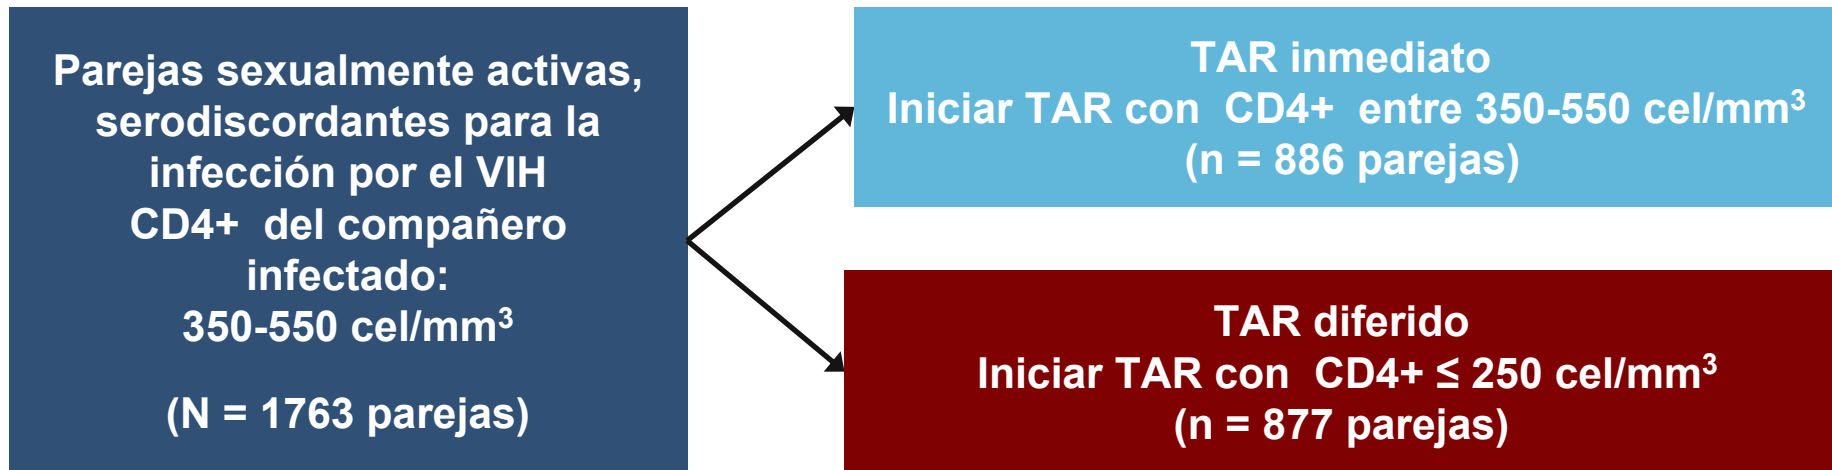 Parejas sexualmente activas,
serodiscordantes para la
infección por el VIH
CD4+ del compañero
infectado:
350-550 cel/mm³
(N = 1763 parejas)
TAR inmediato
Iniciar TAR con CD4+ entre 350-550 cel/mm³
(n = 886 parejas)
TAR diferido
Iniciar TAR con CD4+ ≤ 250 cel/mm³
(n = 877 parejas)